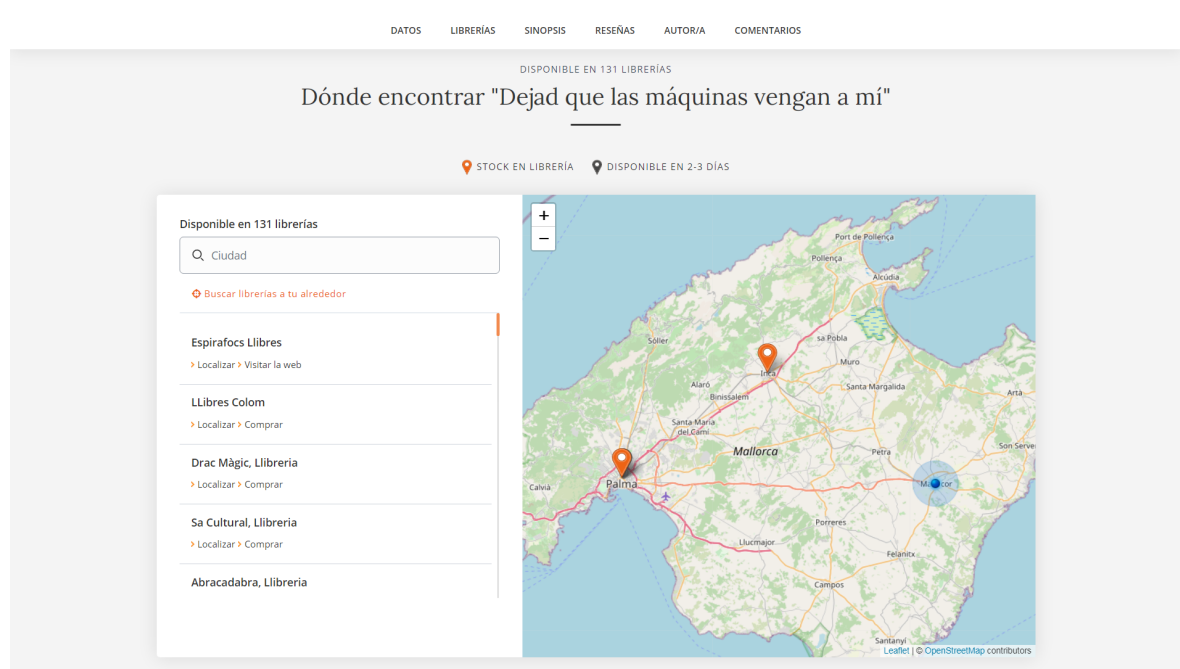 DATOS LIBRERÍAS SINOPSIS RESEÑAS AUTOR/A COMENTARIOS
DISPONIBLE EN 131 LIBRERÍAS
Dónde encontrar "Dejad que las máquinas vengan a mí"
STOCK EN LIBRERÍA DISPONIBLE EN 2-3 DÍAS
Disponible en 131 librerías
Ciudad
Buscar librerías a tu alrededor
Espirafocs Llibres
› Localizar › Visitar la web
LLibres Colom
› Localizar › Comprar
Drac Màgic, Llibreria
› Localizar › Comprar
Sa Cultural, Llibreria
› Localizar › Comprar
Abracadabra, Llibreria
+
−
Port de Pollença
Pollença
Alcúdia
Sóller
sa Pobla
Muro
Inca
Alaró
Santa Margalida
Binissalem
Arta
Santa Maria
del Camí
Son Serve
Mallorca
Petra
Calvia
Palma
Porreres
Llucmajor
Felanitx
Campos
Santanyí
Leaflet | © OpenStreetMap contributors